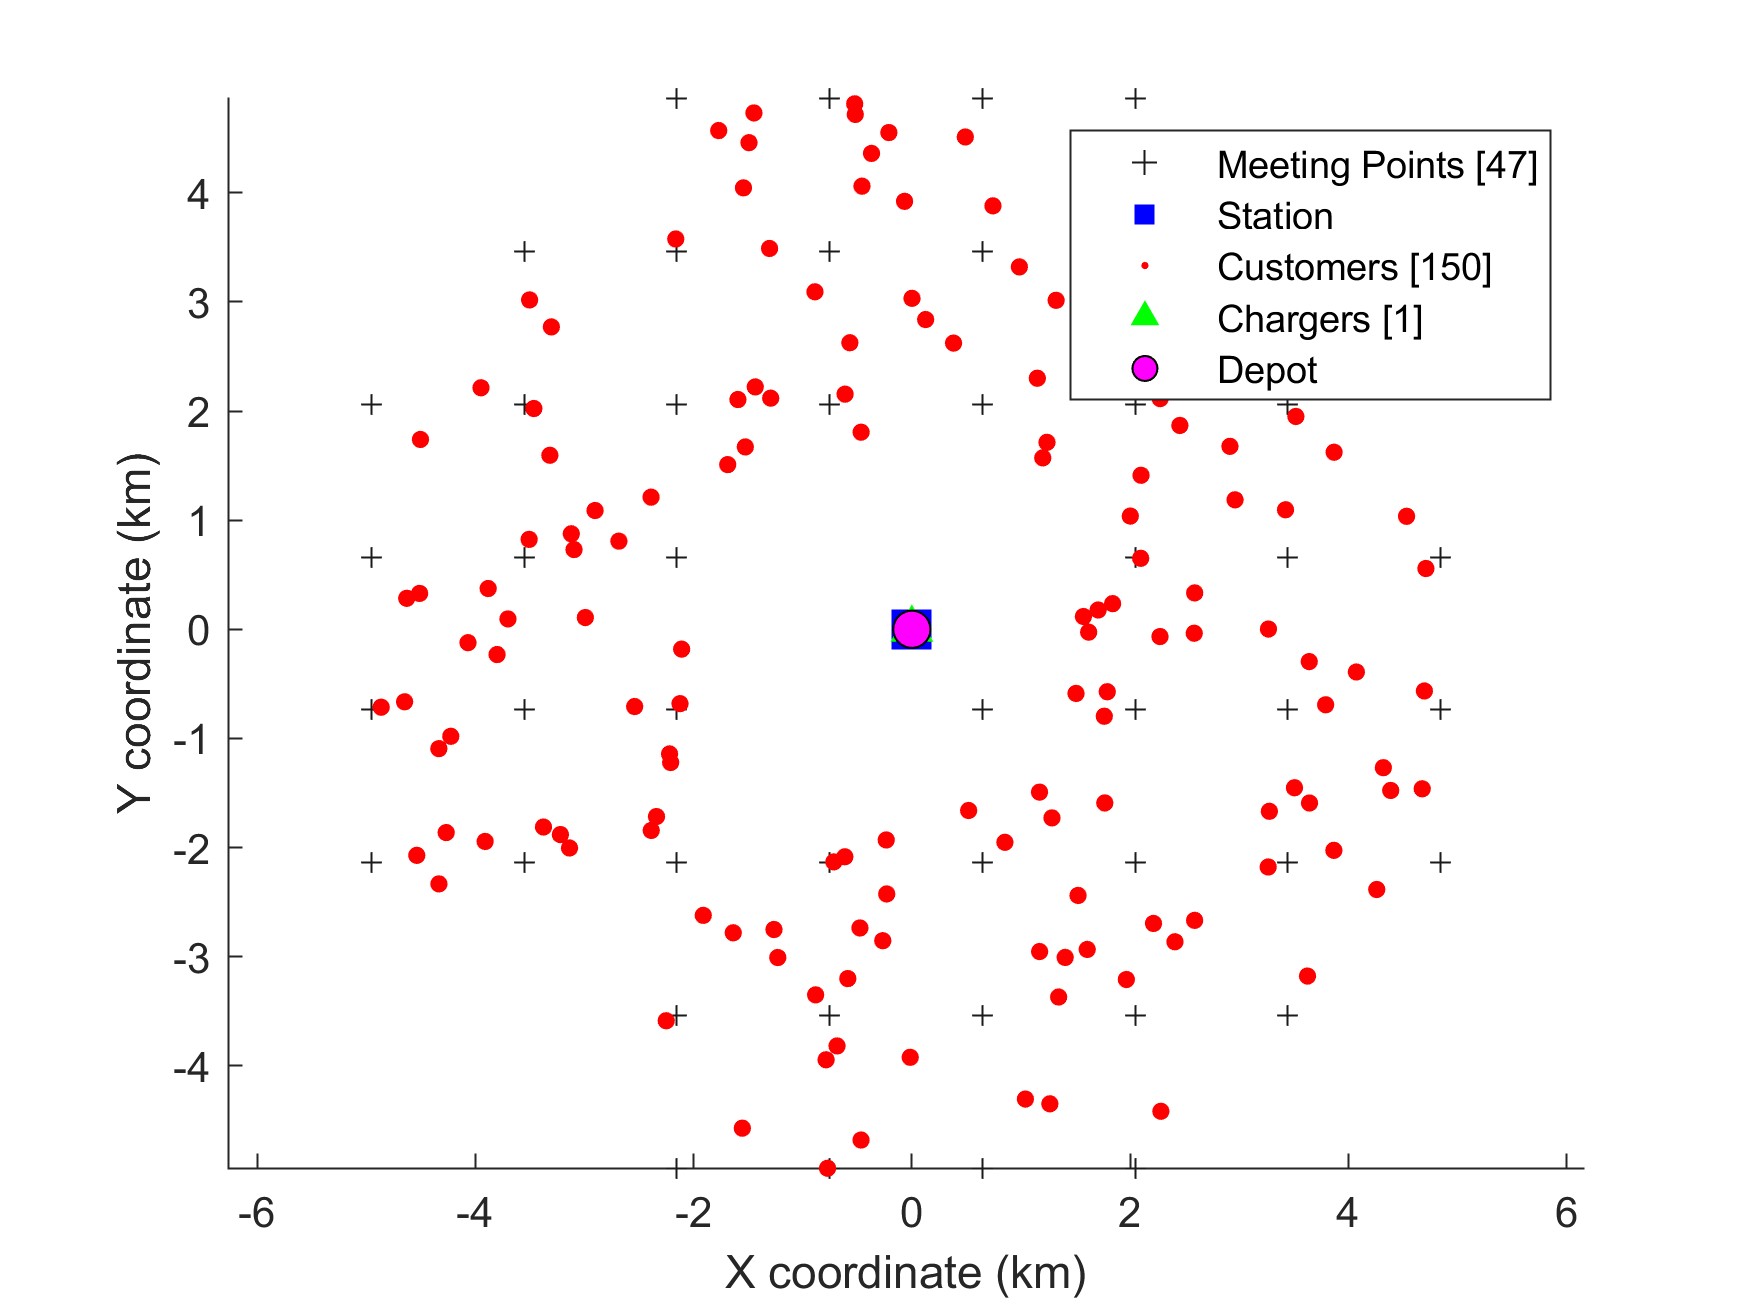 Meeting Points [47]
Station
Customers [150]
Chargers [1]
Depot
4
3
2
1
0
-1
-2
-3
-4
Y coordinate (km)
-6 -4 -2 0 2 4 6
X coordinate (km)